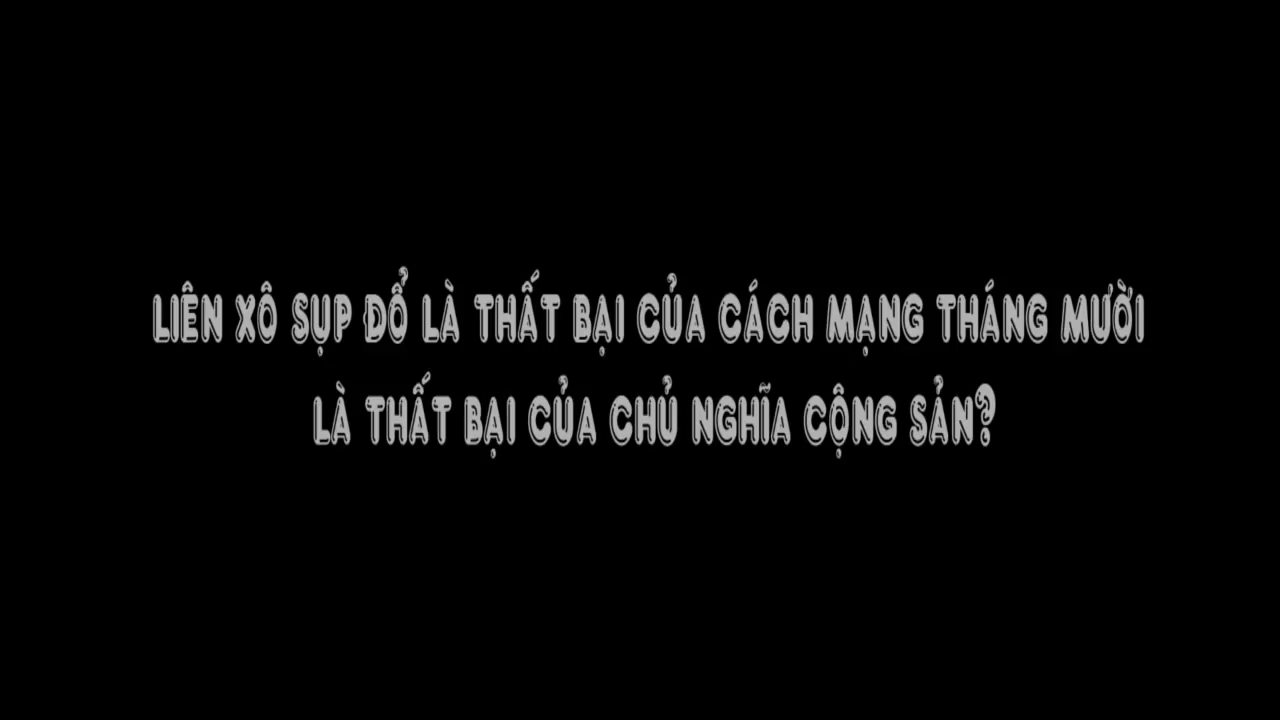 LIÊN XÔ SỤP ĐỔ LÀ THẤT BẠI CỦA CÁCH MẠNG THÁNG MƯỜI
LÀ THẤT BẠI CỦA CHỦ NGHĨA CỘNG SẢN?